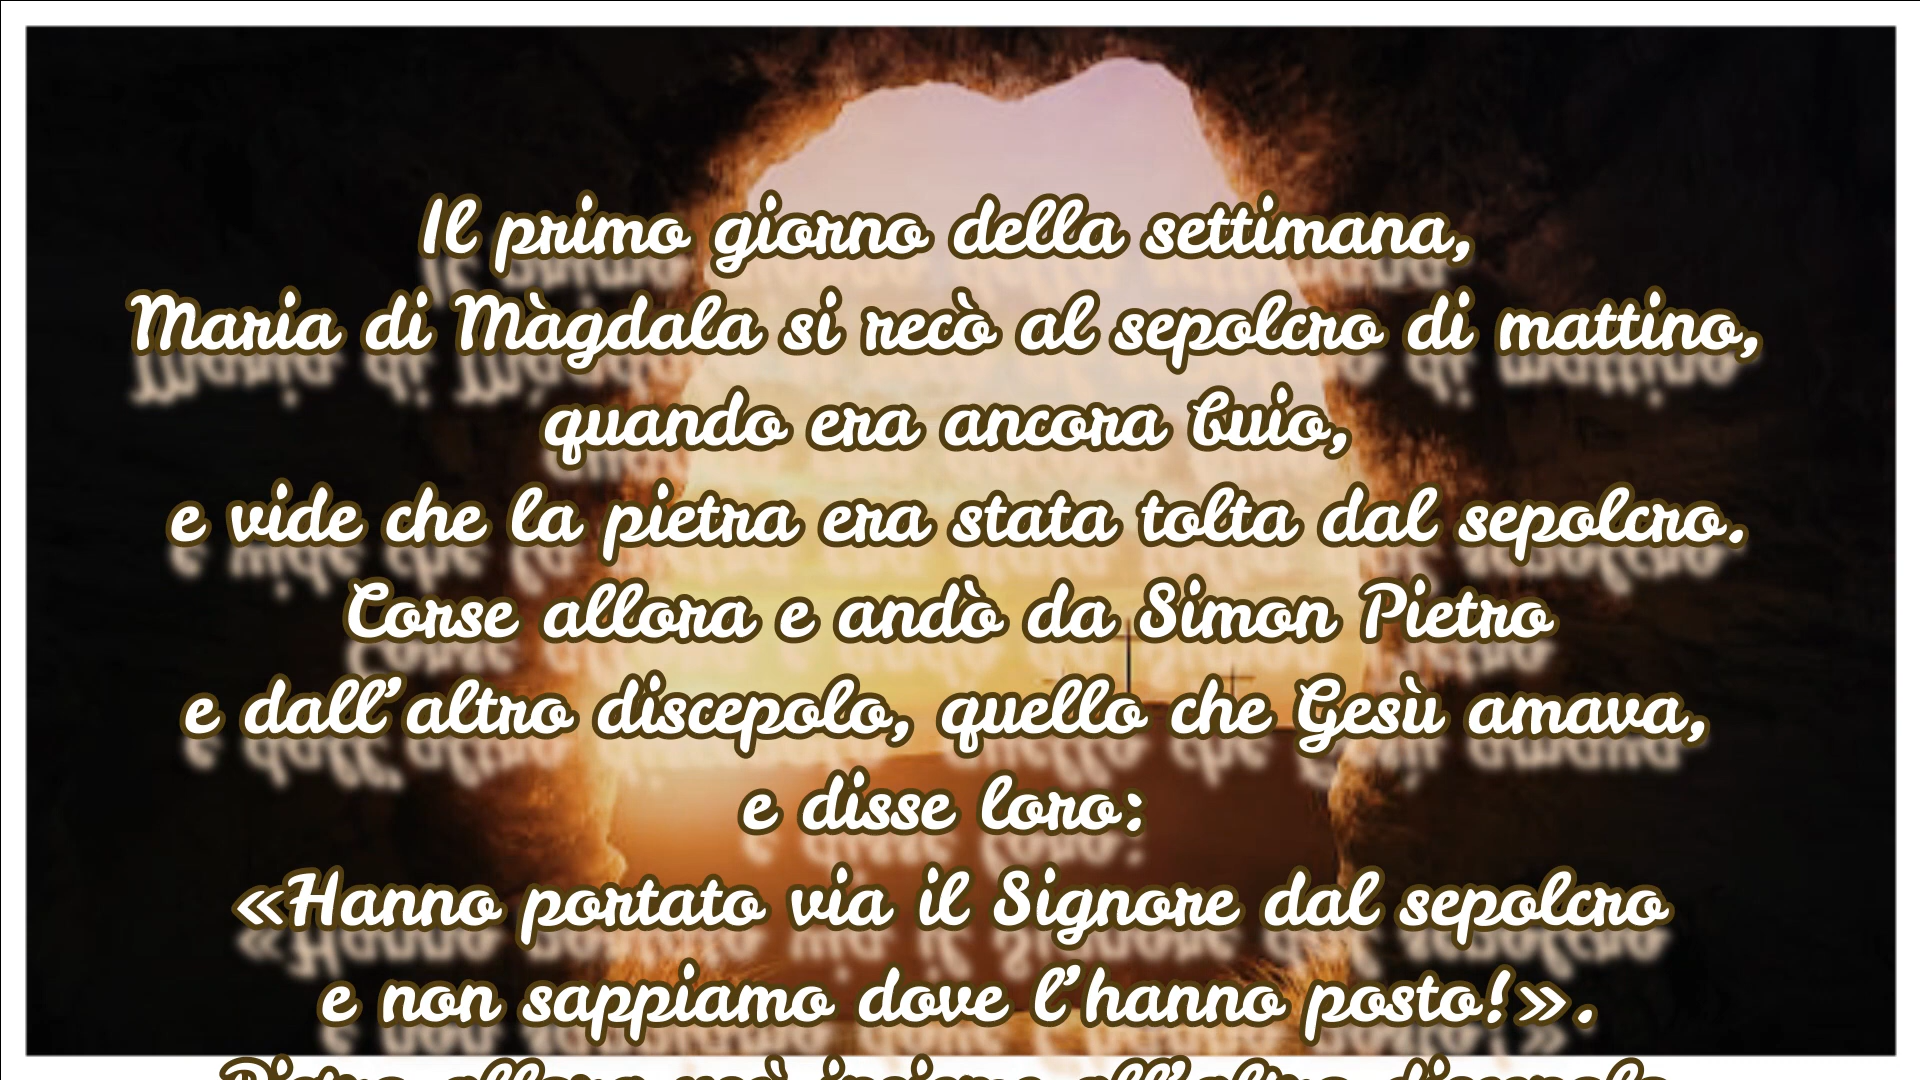 Il primo giorno della settimana,
Maria di Màgdala si recò al sepolcro di mattino,
quando era ancora buio,
e vide che la pietra era stata tolta dal sepolcro.
Corse allora e andò da Simon Pietro
e dall’altro discepolo, quello che Gesù amava,
e disse loro:
«Hanno portato via il Signore dal sepolcro
e non sappiamo dove l’hanno posto!».